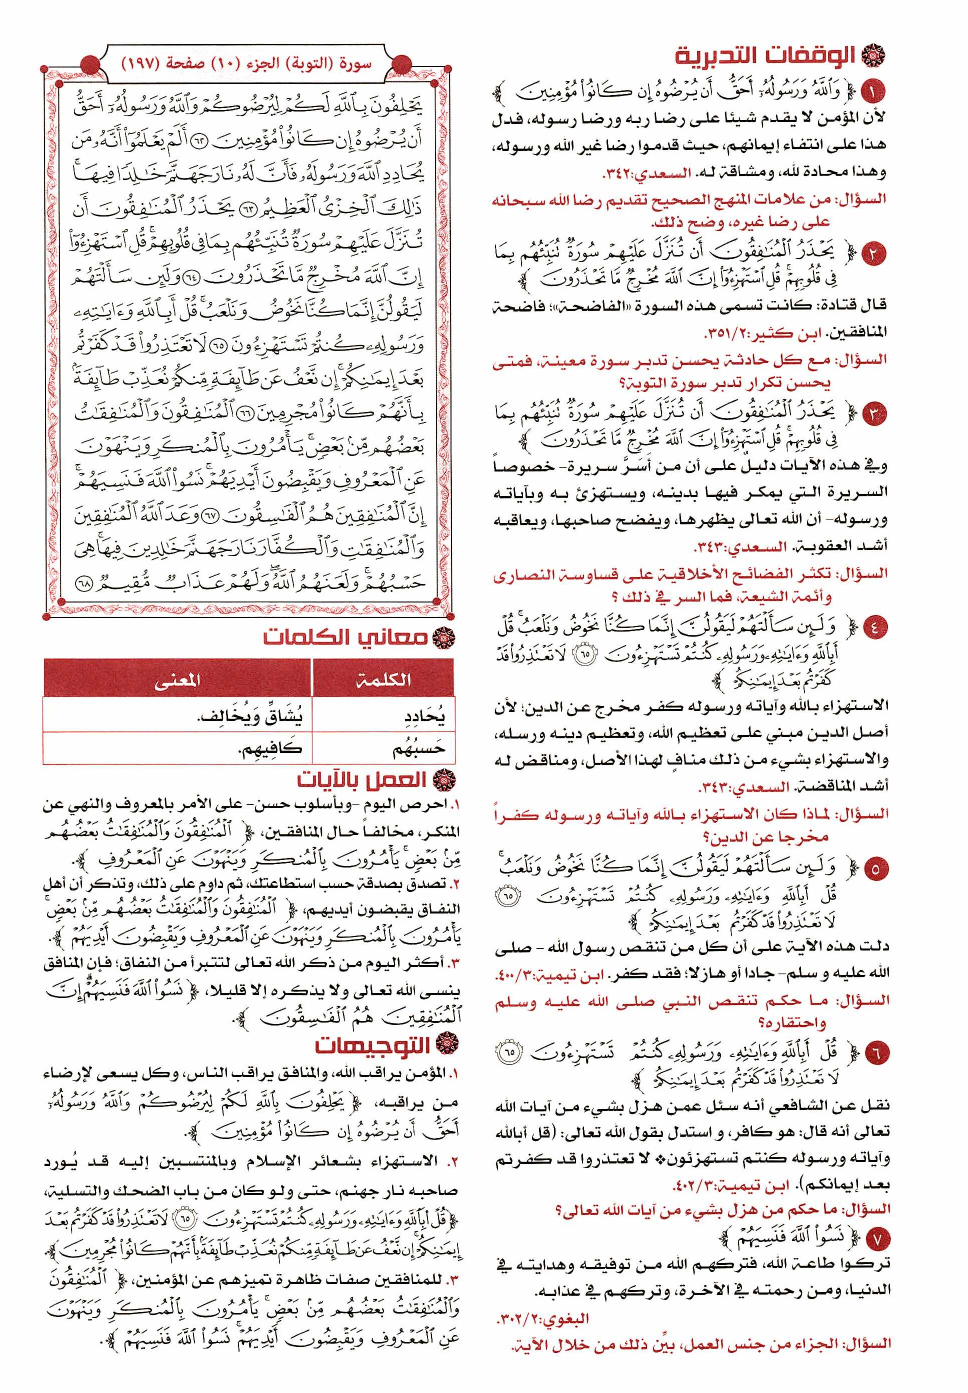 الوقفات التدبرية
١ ﴿ وَٱللَّهُ وَرَسُولُهُۥٓ أَحَقُّ أَن يُرْضُوهُ إِن كَانُوا۟ مُؤْمِنِينَ ﴾
لأن المؤمن لا يقدم شيئا على رضا ربه ورضا رسوله، فدل
هذا على انتفاء إيمانهم، حيث قدموا رضا غير الله ورسوله،
وهذا محادة لله، ومشاقة له. السعدي:٣٤٢.
السؤال: من علامات المنهج الصحيح تقديم رضا الله سبحانه
على رضا غيره، وضح ذلك.
٢ ﴿ يَحْذَرُ ٱلْمُنَٰفِقُونَ أَن تُنَزَّلَ عَلَيْهِمْ سُورَةٌ تُنَبِّئُهُم بِمَا
فِى قُلُوبِهِمْ ۚ قُلِ ٱسْتَهْزِءُوٓا۟ إِنَّ ٱللَّهَ مُخْرِجٌ مَّا تَحْذَرُونَ ﴾
قال قتادة: كانت تسمى هذه السورة «الفاضحة»؛ فاضحة
المنافقين. ابن كثير:٣٥١/٢.
السؤال: مع كل حادثة يحسن تدبر سورة معينة، فمتى
يحسن تكرار تدبر سورة التوبة؟
٣ ﴿ يَحْذَرُ ٱلْمُنَٰفِقُونَ أَن تُنَزَّلَ عَلَيْهِمْ سُورَةٌ تُنَبِّئُهُم بِمَا
فِى قُلُوبِهِمْ ۚ قُلِ ٱسْتَهْزِءُوٓا۟ إِنَّ ٱللَّهَ مُخْرِجٌ مَّا تَحْذَرُونَ ﴾
وفي هذه الآيات دليلٌ على أن من أسَرَّ سريرة– خصوصاً
السريرة التي يمكر فيها بدينه، ويستهزئ به وبآياته
ورسوله– أن الله تعالى يظهرها، ويفضح صاحبها، ويعاقبه
أشد العقوبة. السعدي:٣٤٣.
السؤال: تكثر الفضائح الأخلاقية على قساوسة النصارى
وأئمة الشيعة، فما السر في ذلك ؟
٤ ﴿ وَلَئِن سَأَلْتَهُمْ لَيَقُولُنَّ إِنَّمَا كُنَّا نَخُوضُ وَنَلْعَبُ ۚ قُلْ
أَبِٱللَّهِ وَءَايَٰتِهِۦ وَرَسُولِهِۦ كُنتُمْ تَسْتَهْزِءُونَ ٦٥ لَا تَعْتَذِرُوا۟ قَدْ
كَفَرْتُم بَعْدَ إِيمَٰنِكُمْ ﴾
الاستهزاء بالله وآياته ورسوله كفر مخرج عن الدين؛ لأن
أصل الدين مبني على تعظيم الله، وتعظيم دينه ورسله،
والاستهزاء بشيء من ذلك منافٍ لهذا الأصل، ومناقض له
أشد المناقضة. السعدي:٣٤٣.
السؤال: لماذا كان الاستهزاء بالله وآياته ورسوله كفراً
مخرجا عن الدين؟
٥ ﴿ وَلَئِن سَأَلْتَهُمْ لَيَقُولُنَّ إِنَّمَا كُنَّا نَخُوضُ وَنَلْعَبُ ۚ
قُلْ أَبِٱللَّهِ وَءَايَٰتِهِۦ وَرَسُولِهِۦ كُنتُمْ تَسْتَهْزِءُونَ ٦٥
لَا تَعْتَذِرُوا۟ قَدْ كَفَرْتُم بَعْدَ إِيمَٰنِكُمْ ﴾
دلت هذه الآية على أن كل من تنقص رسول الله – صلى
الله عليه و سلم– جادا أو هازلا؛ فقد كفر. ابن تيمية:٤٠٠/٣.
السؤال: ما حكم تنقص النبي صلى الله عليه وسلم
واحتقاره؟
٦ ﴿ قُلْ أَبِٱللَّهِ وَءَايَٰتِهِۦ وَرَسُولِهِۦ كُنتُمْ تَسْتَهْزِءُونَ ٦٥
لَا تَعْتَذِرُوا۟ قَدْ كَفَرْتُم بَعْدَ إِيمَٰنِكُمْ ﴾
نقل عن الشافعي أنه سئل عمن هزل بشيء من آيات الله
تعالى أنه قال: هو كافر، و استدل بقول الله تعالى: (قل أبالله
وآياته ورسوله كنتم تستهزئون* لا تعتذروا قد كفرتم
بعد إيمانكم). ابن تيمية:٤٠٢/٣.
السؤال: ما حكم من هزل بشيء من آيات الله تعالى؟
٧ ﴿ نَسُوا۟ ٱللَّهَ فَنَسِيَهُمْ ﴾
تركوا طاعة الله، فتركهم الله من توفيقه وهدايته في
الدنيا، ومن رحمته في الآخرة، وتركهم في عذابه.
البغوي:٣٠٢/٢.
السؤال: الجزاء من جنس العمل، بيِّن ذلك من خلال الآية.
سورة (التوبة) الجزء (١٠) صفحة (١٩٧)
يَحْلِفُونَ بِٱللَّهِ لَكُمْ لِيُرْضُوكُمْ وَٱللَّهُ وَرَسُولُهُۥٓ أَحَقُّ
أَن يُرْضُوهُ إِن كَانُوا۟ مُؤْمِنِينَ ٦٢ أَلَمْ يَعْلَمُوٓا۟ أَنَّهُۥ مَن
يُحَادِدِ ٱللَّهَ وَرَسُولَهُۥ فَأَنَّ لَهُۥ نَارَ جَهَنَّمَ خَٰلِدًا فِيهَا ۚ
ذَٰلِكَ ٱلْخِزْىُ ٱلْعَظِيمُ ٦٣ يَحْذَرُ ٱلْمُنَٰفِقُونَ أَن
تُنَزَّلَ عَلَيْهِمْ سُورَةٌ تُنَبِّئُهُم بِمَا فِى قُلُوبِهِمْ ۚ قُلِ ٱسْتَهْزِءُوٓا۟
إِنَّ ٱللَّهَ مُخْرِجٌ مَّا تَحْذَرُونَ ٦٤ وَلَئِن سَأَلْتَهُمْ
لَيَقُولُنَّ إِنَّمَا كُنَّا نَخُوضُ وَنَلْعَبُ ۚ قُلْ أَبِٱللَّهِ وَءَايَٰتِهِۦ
وَرَسُولِهِۦ كُنتُمْ تَسْتَهْزِءُونَ ٦٥ لَا تَعْتَذِرُوا۟ قَدْ كَفَرْتُم
بَعْدَ إِيمَٰنِكُمْ ۚ إِن نَّعْفُ عَن طَآئِفَةٍ مِّنكُمْ نُعَذِّبْ طَآئِفَةًۢ
بِأَنَّهُمْ كَانُوا۟ مُجْرِمِينَ ٦٦ ٱلْمُنَٰفِقُونَ وَٱلْمُنَٰفِقَٰتُ
بَعْضُهُم مِّنۢ بَعْضٍ ۚ يَأْمُرُونَ بِٱلْمُنكَرِ وَيَنْهَوْنَ
عَنِ ٱلْمَعْرُوفِ وَيَقْبِضُونَ أَيْدِيَهُمْ ۚ نَسُوا۟ ٱللَّهَ فَنَسِيَهُمْ ۗ
إِنَّ ٱلْمُنَٰفِقِينَ هُمُ ٱلْفَٰسِقُونَ ٦٧ وَعَدَ ٱللَّهُ ٱلْمُنَٰفِقِينَ
وَٱلْمُنَٰفِقَٰتِ وَٱلْكُفَّارَ نَارَ جَهَنَّمَ خَٰلِدِينَ فِيهَا ۚ هِىَ
حَسْبُهُمْ ۚ وَلَعَنَهُمُ ٱللَّهُ ۖ وَلَهُمْ عَذَابٌ مُّقِيمٌ ٦٨
معاني الكلمات
الكلمة المعنى
يُحَادِدِ يُشَاقِّ وَيُخَالِف.
حَسبُهُم كَافِيهِم.
العمل بالآيات
١. احرص اليوم –وبأسلوب حسن– على الأمر بالمعروف والنهي عن
المنكر، مخالفاً حال المنافقين، ﴿ ٱلْمُنَٰفِقُونَ وَٱلْمُنَٰفِقَٰتُ بَعْضُهُم
مِّنۢ بَعْضٍ ۚ يَأْمُرُونَ بِٱلْمُنكَرِ وَيَنْهَوْنَ عَنِ ٱلْمَعْرُوفِ ﴾.
٢. تصدق بصدقة حسب استطاعتك، ثم داوم على ذلك، وتذكر أن أهل
النفاق يقبضون أيديهم، ﴿ ٱلْمُنَٰفِقُونَ وَٱلْمُنَٰفِقَٰتُ بَعْضُهُم مِّنۢ بَعْضٍ ۚ
يَأْمُرُونَ بِٱلْمُنكَرِ وَيَنْهَوْنَ عَنِ ٱلْمَعْرُوفِ وَيَقْبِضُونَ أَيْدِيَهُمْ ﴾.
٣. أكثر اليوم من ذكر الله تعالى لتتبرأ من النفاق؛ فإن المنافق
ينسى الله تعالى ولا يذكره إلا قليلا، ﴿ نَسُوا۟ ٱللَّهَ فَنَسِيَهُمْ ۗ إِنَّ
ٱلْمُنَٰفِقِينَ هُمُ ٱلْفَٰسِقُونَ ﴾.
التوجيهات
١. المؤمن يراقب الله، والمنافق يراقب الناس، وكل يسعى لإرضاء
من يراقبه، ﴿ يَحْلِفُونَ بِٱللَّهِ لَكُمْ لِيُرْضُوكُمْ وَٱللَّهُ وَرَسُولُهُۥٓ
أَحَقُّ أَن يُرْضُوهُ إِن كَانُوا۟ مُؤْمِنِينَ ﴾.
٢. الاستهزاء بشعائر الإسلام وبالمنتسبين إليه قد يُورد
صاحبه نار جهنم، حتى ولو كان من باب الضحك والتسلية،
﴿ قُلْ أَبِٱللَّهِ وَءَايَٰتِهِۦ وَرَسُولِهِۦ كُنتُمْ تَسْتَهْزِءُونَ ٦٥ لَا تَعْتَذِرُوا۟ قَدْ كَفَرْتُم بَعْدَ
إِيمَٰنِكُمْ ۚ إِن نَّعْفُ عَن طَآئِفَةٍ مِّنكُمْ نُعَذِّبْ طَآئِفَةًۢ بِأَنَّهُمْ كَانُوا۟ مُجْرِمِينَ ﴾.
٣. للمنافقين صفات ظاهرة تميزهم عن المؤمنين، ﴿ ٱلْمُنَٰفِقُونَ
وَٱلْمُنَٰفِقَٰتُ بَعْضُهُم مِّنۢ بَعْضٍ ۚ يَأْمُرُونَ بِٱلْمُنكَرِ وَيَنْهَوْنَ
عَنِ ٱلْمَعْرُوفِ وَيَقْبِضُونَ أَيْدِيَهُمْ ۚ نَسُوا۟ ٱللَّهَ فَنَسِيَهُمْ ﴾.